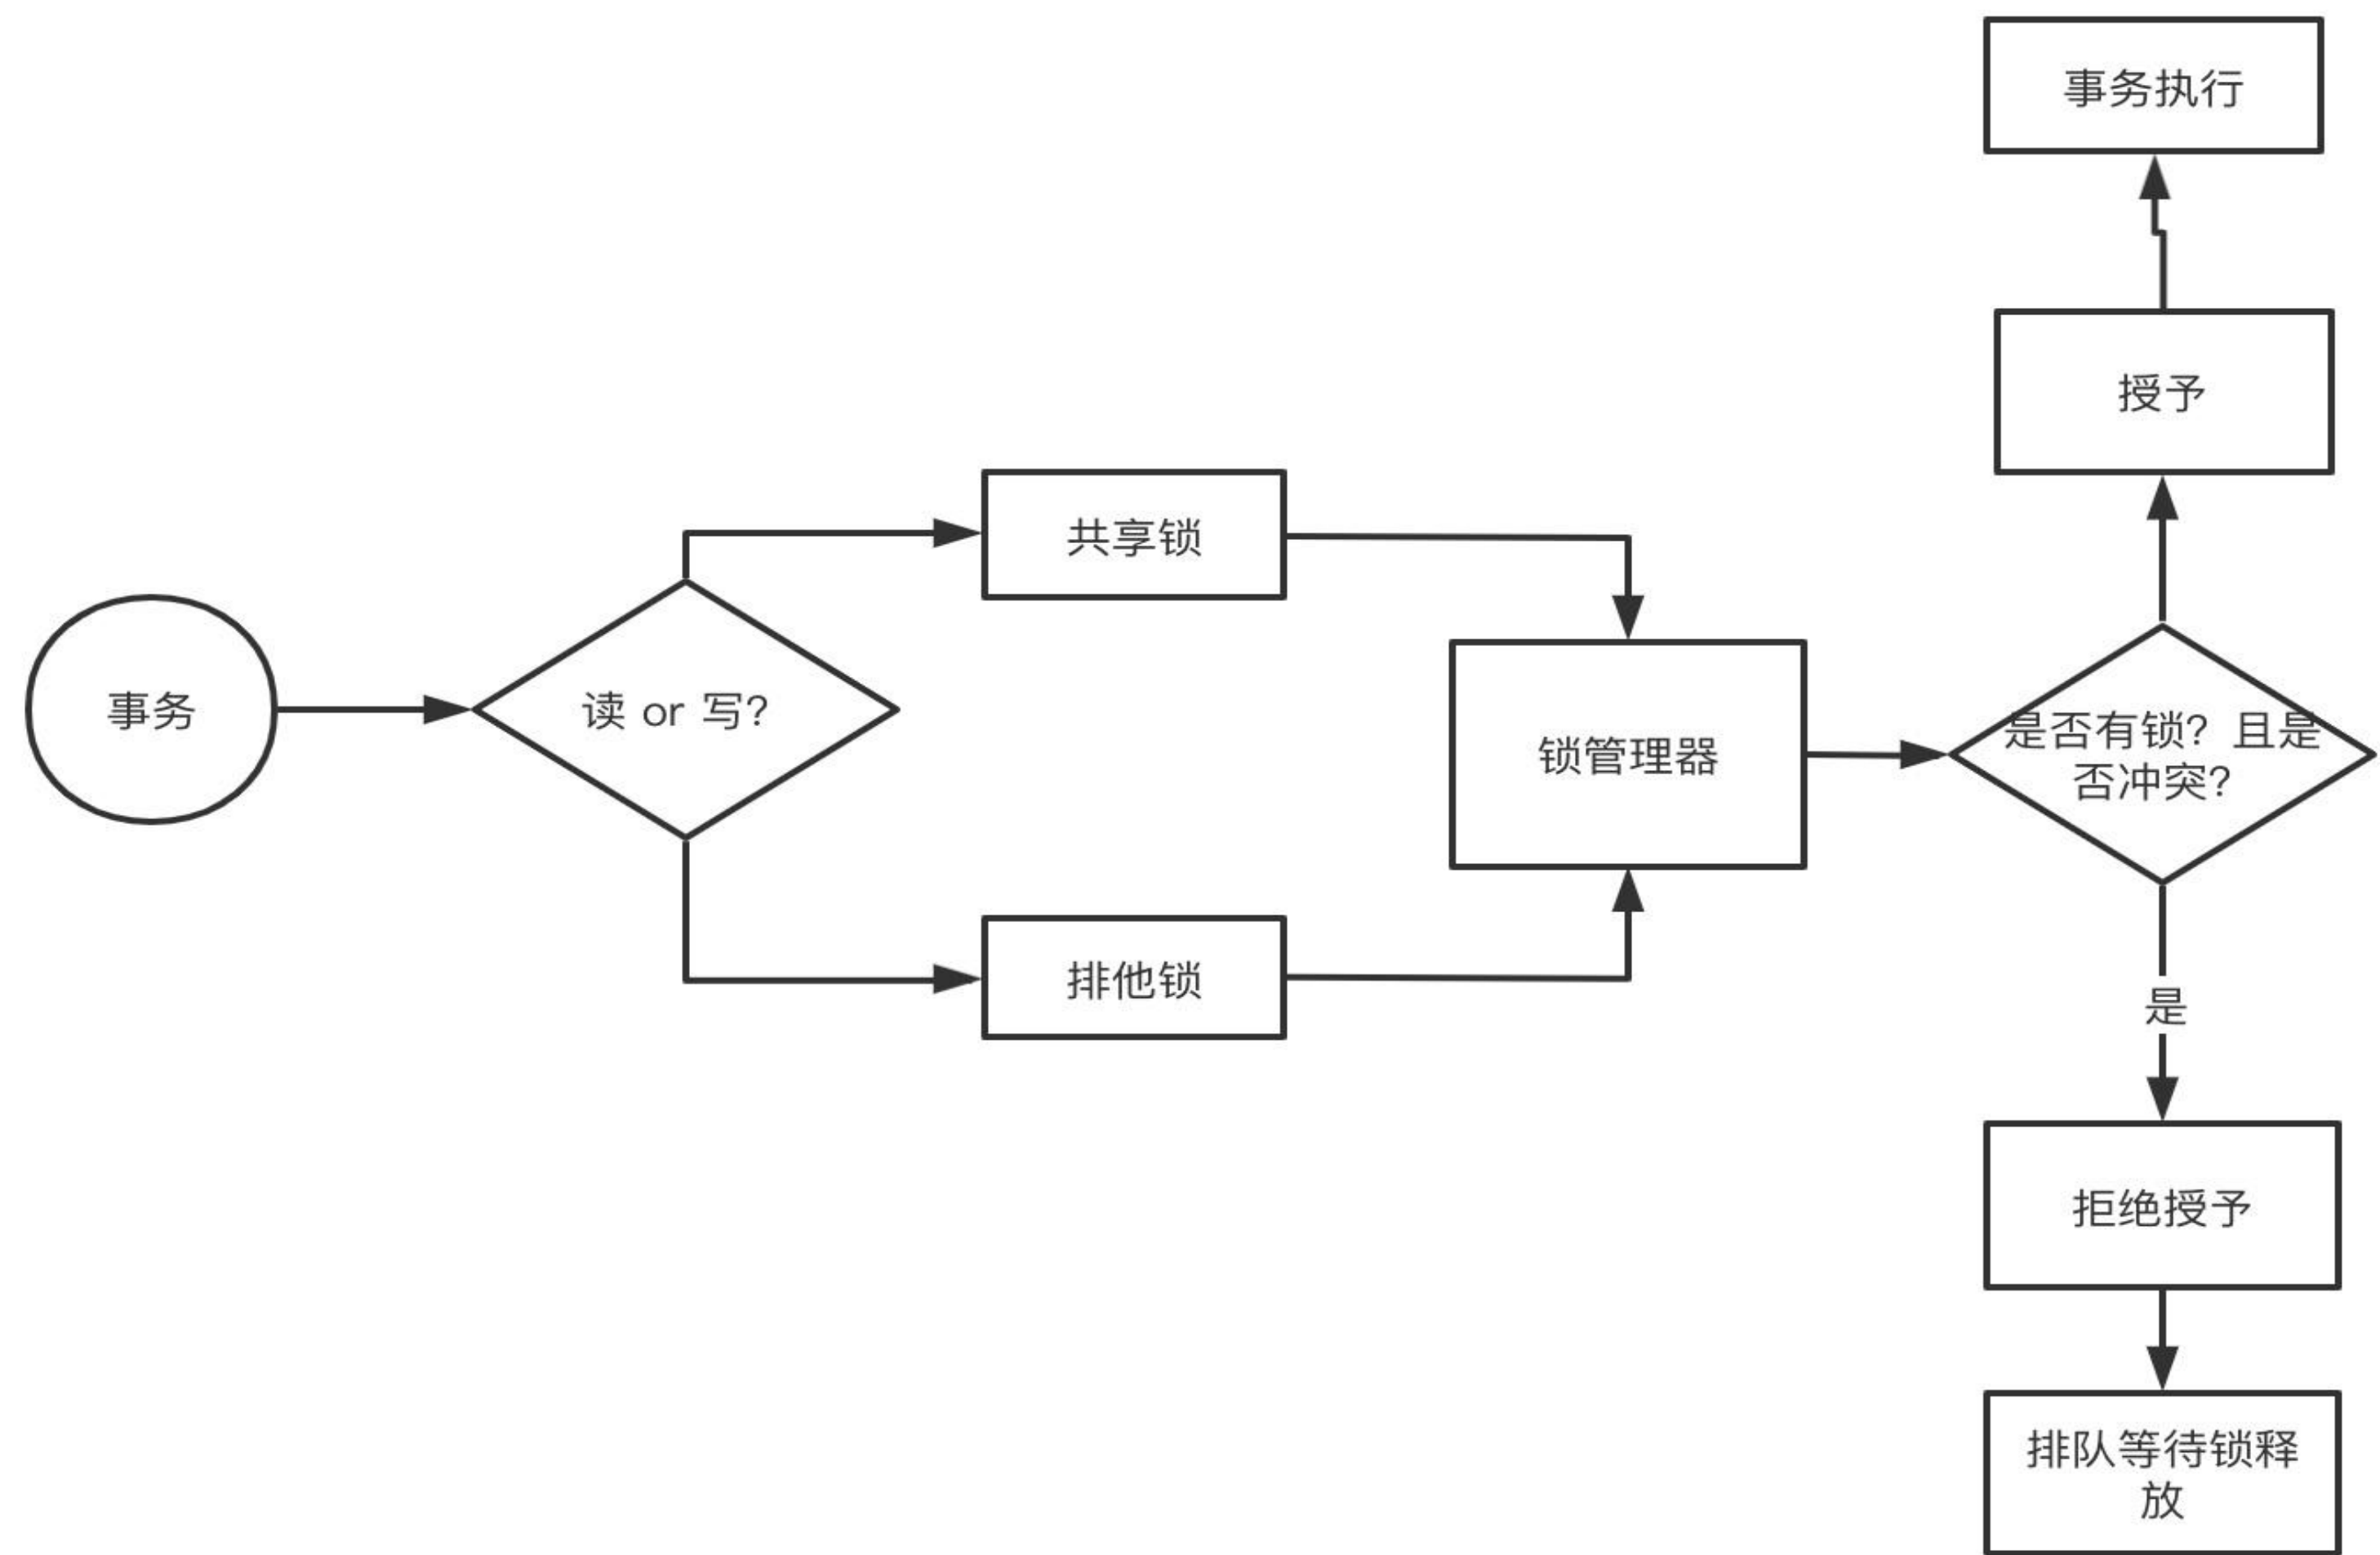 事务执行
授予
共享锁
事务
读 or 写?
锁管理器
是否有锁? 且是
否冲突?
排他锁
是
拒绝授予
排队等待锁释
放